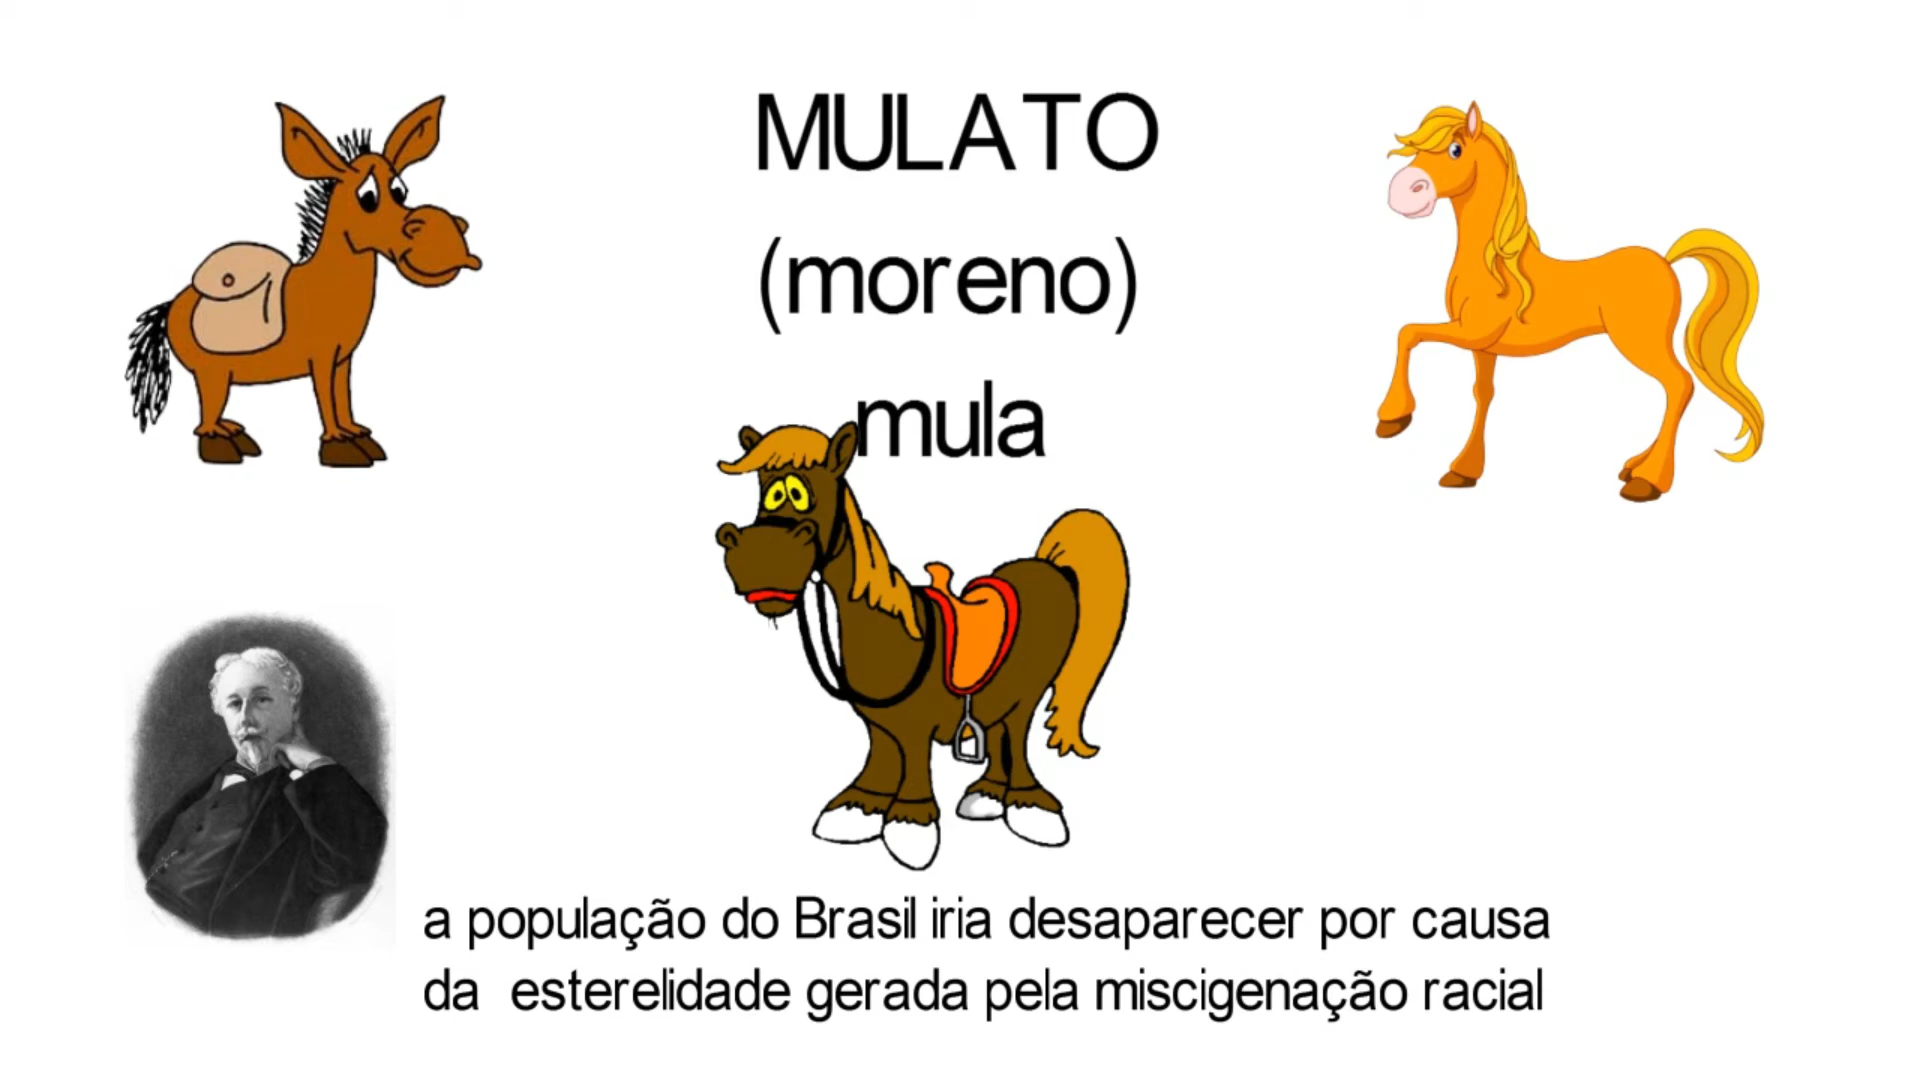 MULATO
(moreno)
mula
a população do Brasil iria desaparecer por causa
da esterelidade gerada pela miscigenação racial